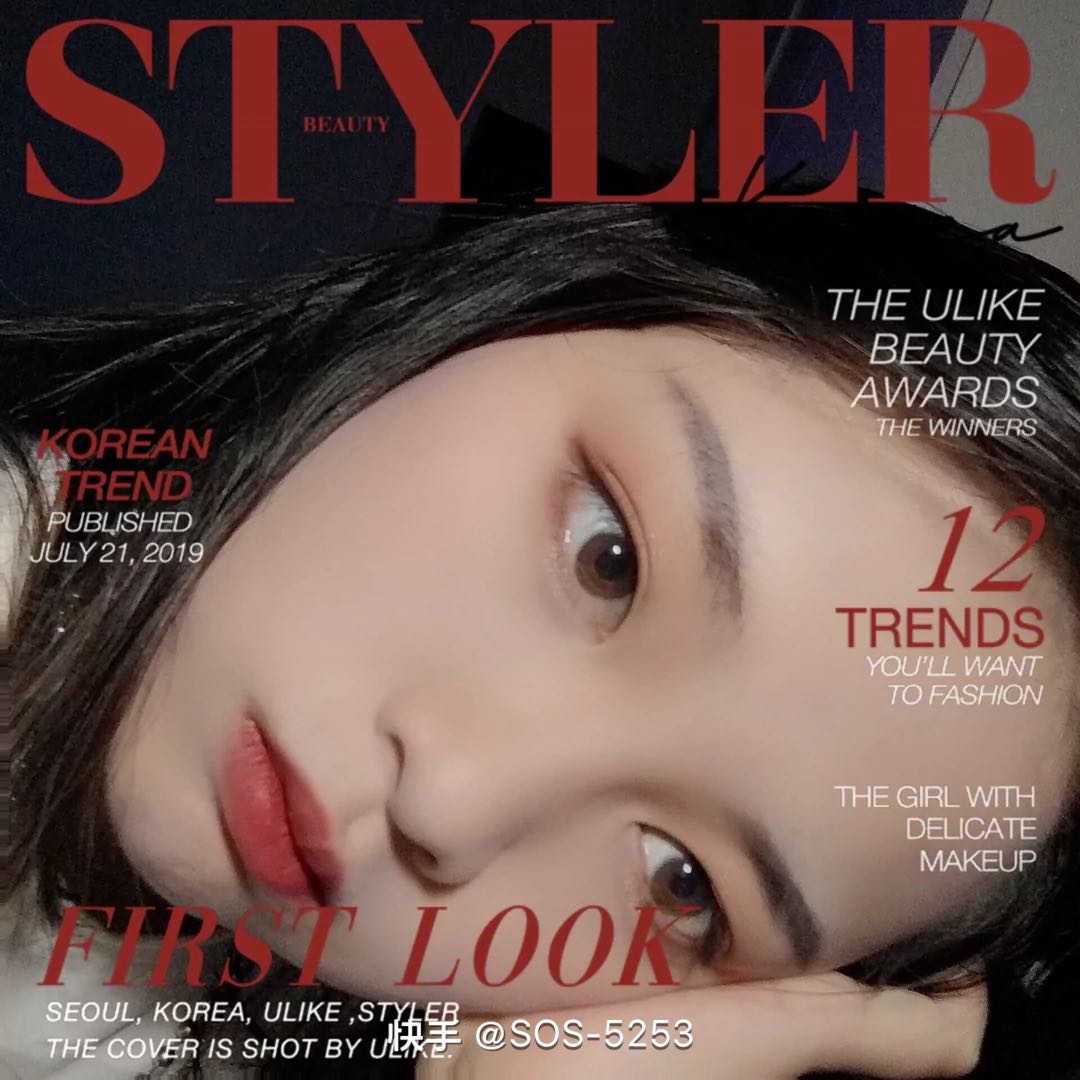 STYLER
BEAUTY
THE ULIKE
BEAUTY
AWARDS
THE WINNERS
KOREAN
TREND
PUBLISHED
JULY 21, 2019
12
TRENDS
YOU'LL WANT
TO FASHION
THE GIRL WITH
DELICATE
MAKEUP
FIRST LOOK
SEOUL, KOREA, ULIKE ,STYLER
THE COVER IS SHOT BY ULIKE.
快手 @SOS-5253